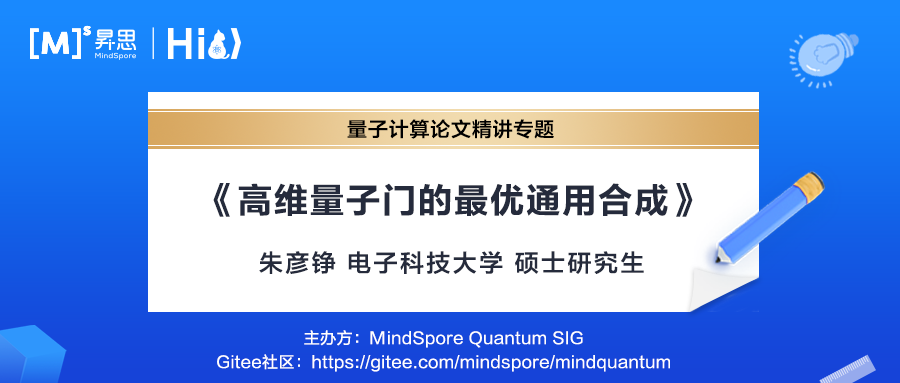 [M]ˢ 昇思 MindSpore | HiQ
量子计算论文精讲专题
《高维量子门的最优通用合成》
朱彦铮 电子科技大学 硕士研究生
主办方：MindSpore Quantum SIG
Gitee社区：https://gitee.com/mindspore/mindquantum